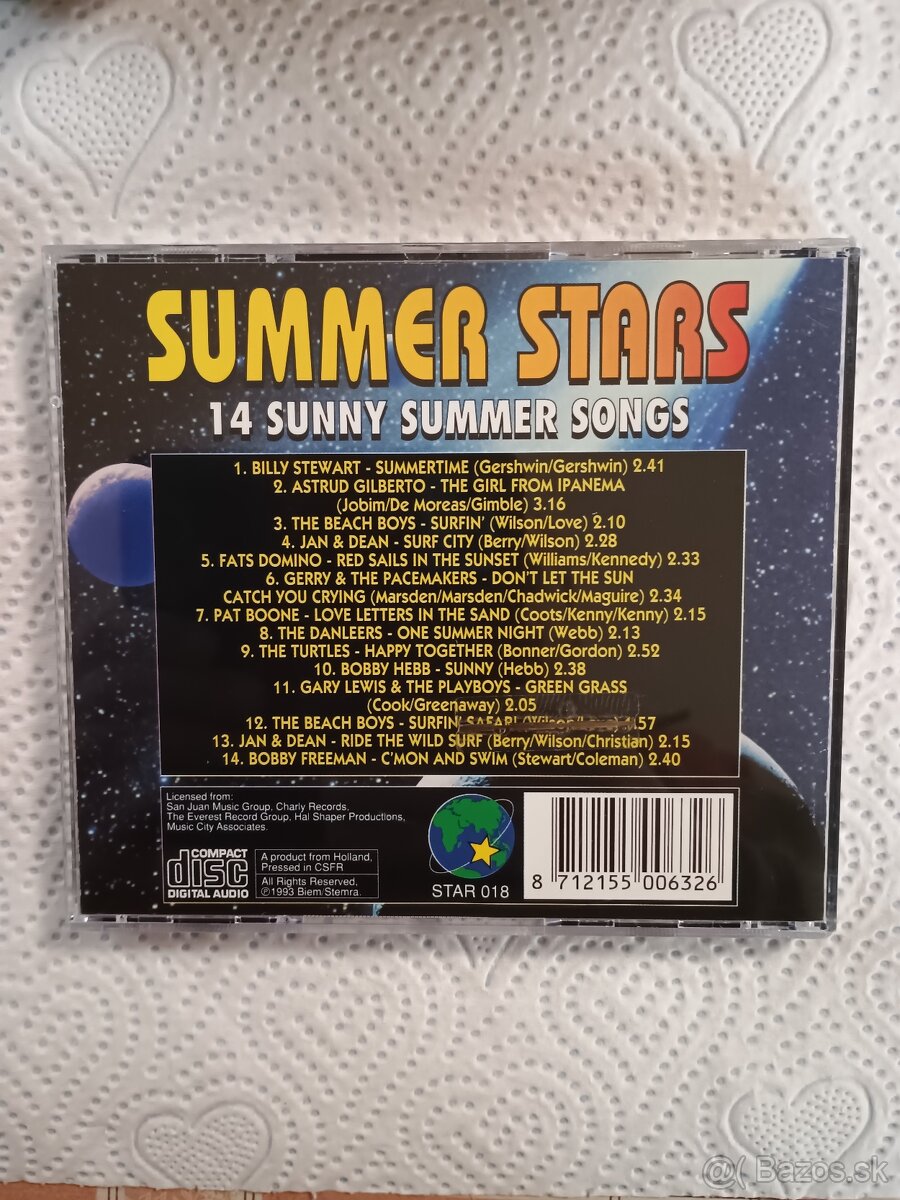 SUMMER STARS
14 SUNNY SUMMER SONGS
1. BILLY STEWART - SUMMERTIME (Gershwin/Gershwin) 2.41
2. ASTRUD GILBERTO - THE GIRL FROM IPANEMA
(Jobim/De Moreas/Gimble) 3.16
3. THE BEACH BOYS - SURFIN' (Wilson/Love) 2.10
4. JAN & DEAN - SURF CITY (Berry/Wilson) 2.28
5. FATS DOMINO - RED SAILS IN THE SUNSET (Williams/Kennedy) 2.33
6. GERRY & THE PACEMAKERS - DON'T LET THE SUN
CATCH YOU CRYING (Marsden/Marsden/Chadwick/Maguire) 2.34
7. PAT BOONE - LOVE LETTERS IN THE SAND (Coots/Kenny/Kenny) 2.15
8. THE DANLEERS - ONE SUMMER NIGHT (Webb) 2.13
9. THE TURTLES - HAPPY TOGETHER (Bonner/Gordon) 2.52
10. BOBBY HEBB - SUNNY (Hebb) 2.38
11. GARY LEWIS & THE PLAYBOYS - GREEN GRASS
(Cook/Greenaway) 2.05
12. THE BEACH BOYS - SURFIN' SAFARI (Wilson/Love) 1.57
13. JAN & DEAN - RIDE THE WILD SURF (Berry/Wilson/Christian) 2.15
14. BOBBY FREEMAN - C'MON AND SWIM (Stewart/Coleman) 2.40
Licensed from:
San Juan Music Group, Charly Records,
The Everest Record Group, Hal Shaper Productions,
Music City Associates.
COMPACT
disc
DIGITAL AUDIO
A product from Holland,
Pressed in CSFR
All Rights Reserved,
℗1993 Biem/Stemra.
STAR 018
8 712155 006326
@( Bazos.sk